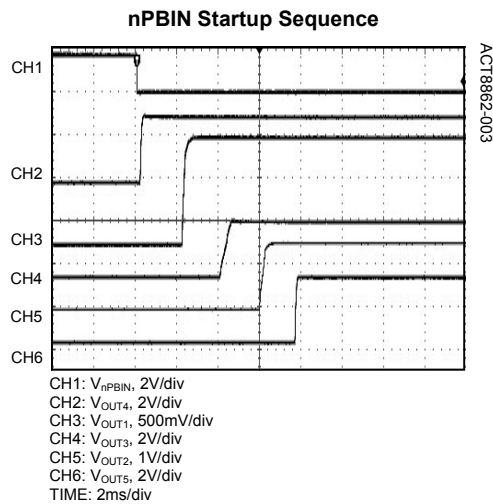 nPBIN Startup Sequence
CH1
CH2
CH3
CH4
CH5
CH6
ACT8862-003
CH1: VnPBIN, 2V/div
CH2: VOUT4, 2V/div
CH3: VOUT1, 500mV/div
CH4: VOUT3, 2V/div
CH5: VOUT2, 1V/div
CH6: VOUT5, 2V/div
TIME: 2ms/div